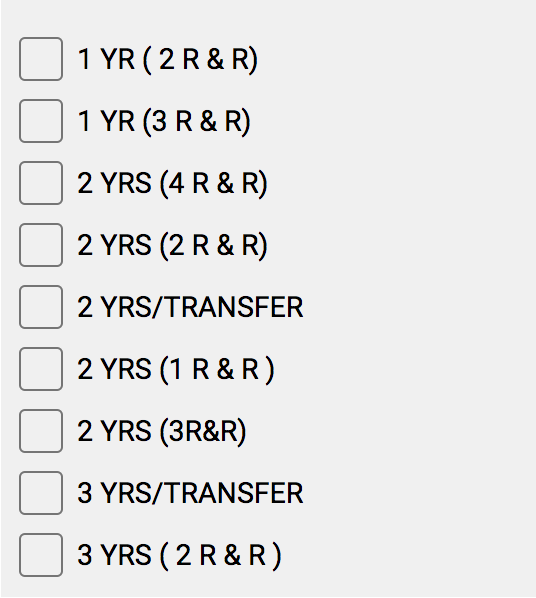 1 YR ( 2 R & R)
1 YR (3 R & R)
2 YRS (4 R & R)
2 YRS (2 R & R)
2 YRS/TRANSFER
2 YRS (1 R & R )
2 YRS (3R&R)
3 YRS/TRANSFER
3 YRS ( 2 R & R )